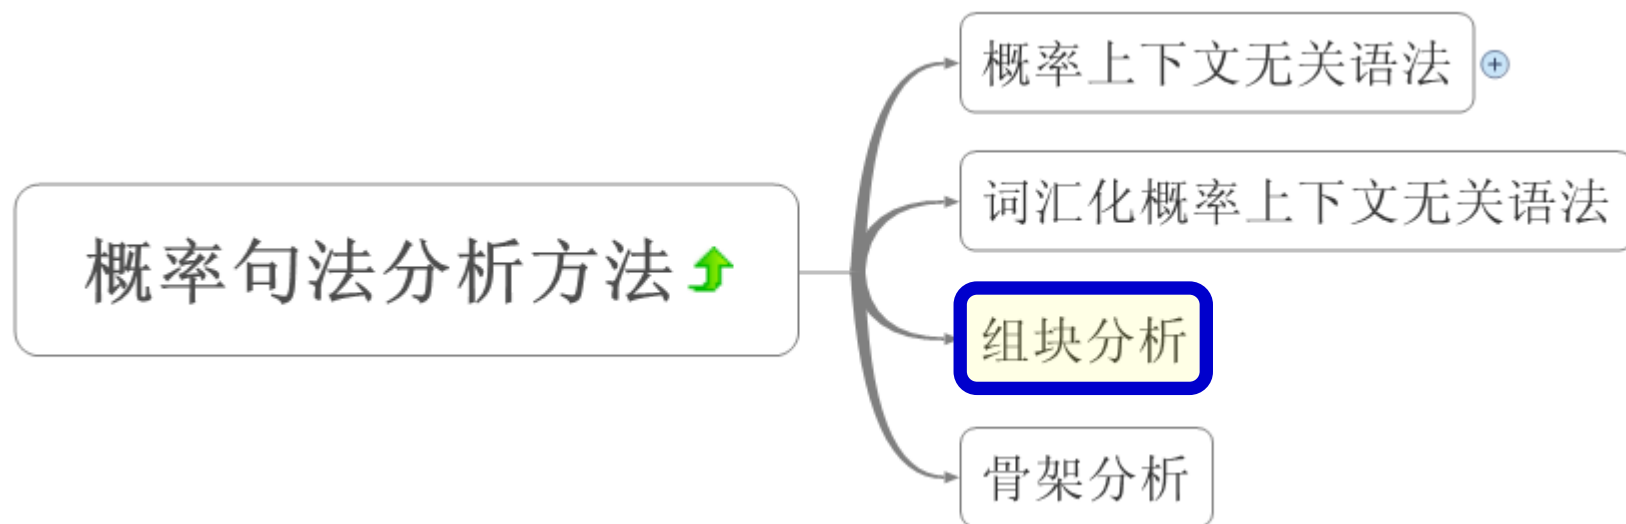 概率句法分析方法
概率上下文无关语法
词汇化概率上下文无关语法
组块分析
骨架分析